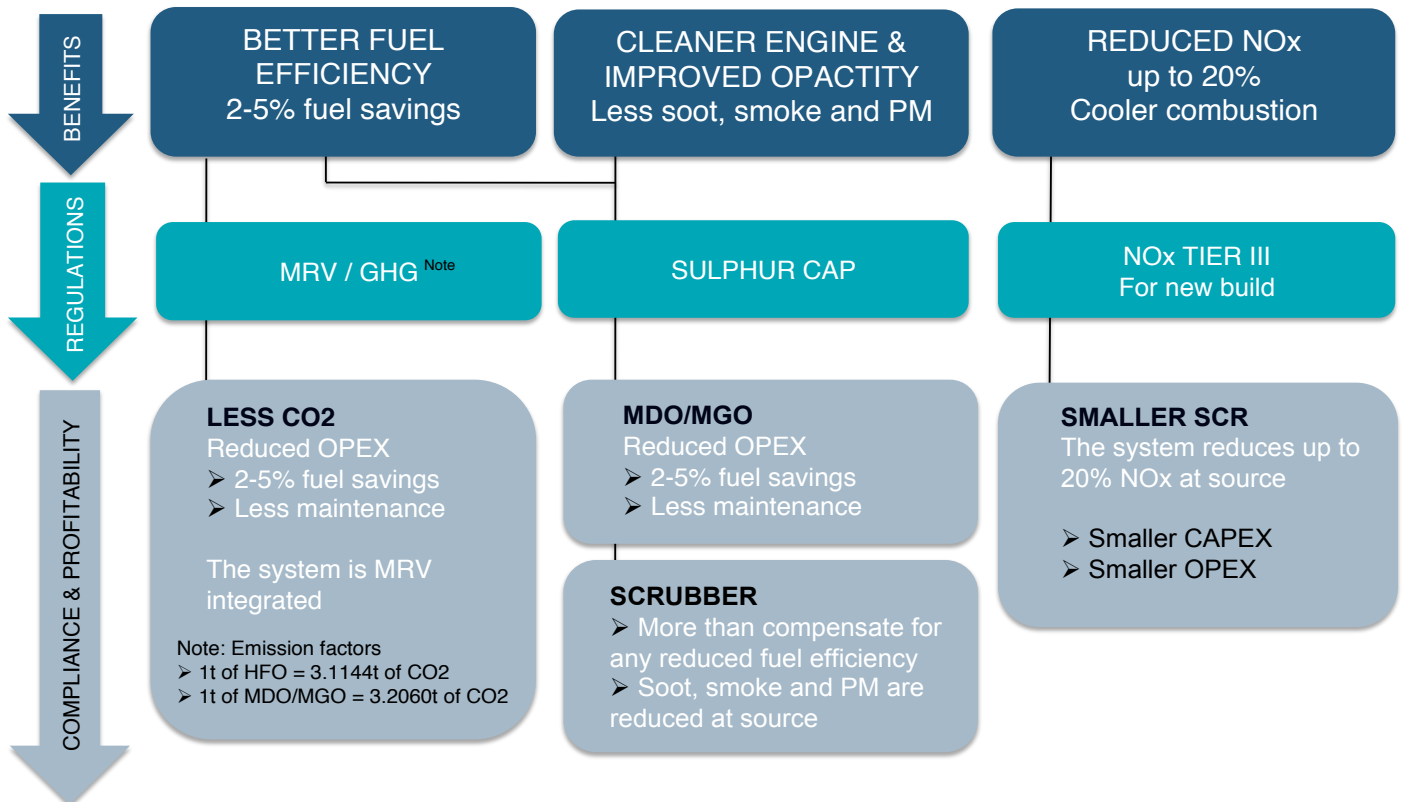 BENEFITS
BETTER FUEL
EFFICIENCY
2-5% fuel savings
CLEANER ENGINE &
IMPROVED OPACTITY
Less soot, smoke and PM
REDUCED NOx
up to 20%
Cooler combustion
REGULATIONS
MRV / GHG Note
SULPHUR CAP
NOx TIER III
For new build
COMPLIANCE & PROFITABILITY
LESS CO2
Reduced OPEX
➢ 2-5% fuel savings
➢ Less maintenance
The system is MRV
integrated
Note: Emission factors
➢ 1t of HFO = 3.1144t of CO2
➢ 1t of MDO/MGO = 3.2060t of CO2
MDO/MGO
Reduced OPEX
➢ 2-5% fuel savings
➢ Less maintenance
SCRUBBER
➢ More than compensate for
any reduced fuel efficiency
➢ Soot, smoke and PM are
reduced at source
SMALLER SCR
The system reduces up to
20% NOx at source
➢ Smaller CAPEX
➢ Smaller OPEX